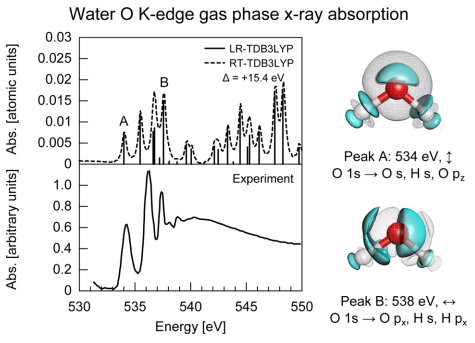 Water O K-edge gas phase x-ray absorption
Abs. [atomic units]
0.03
0.025
0.02
0.015
0.01
0.005
0
LR-TDB3LYP
RT-TDB3LYP
Δ = +15.4 eV
A
B
Abs. [arbitrary units]
1.0
0.8
0.6
0.4
0.2
0
Experiment
530
535
540
545
550
Energy [eV]
Peak A: 534 eV, ↕
O 1s → O s, H s, O pz
Peak B: 538 eV, ↔
O 1s → O px, H s, H px